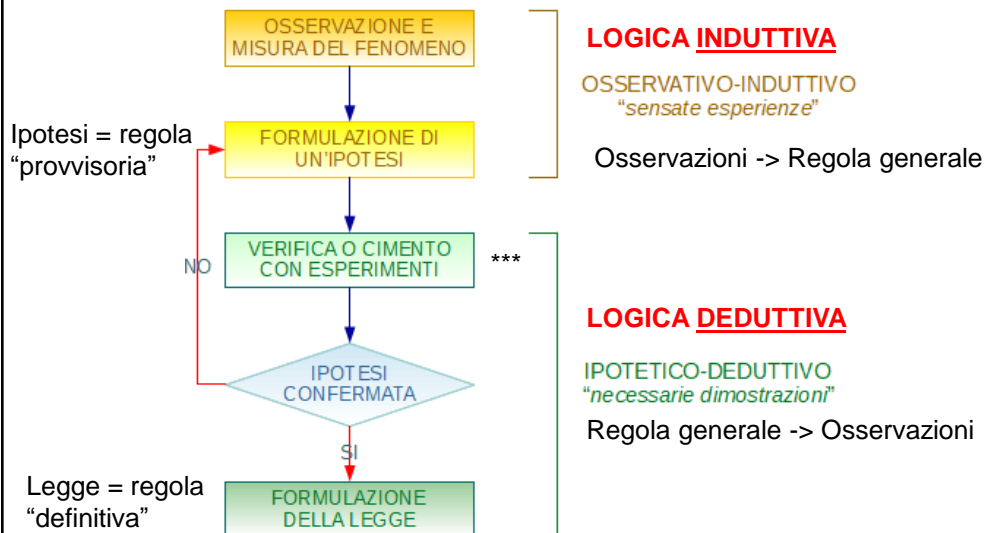 OSSERVAZIONE E
MISURA DEL FENOMENO
LOGICA INDUTTIVA
OSSERVATIVO-INDUTTIVO
“sensate esperienze”
Ipotesi = regola
“provvisoria”
FORMULAZIONE DI
UN'IPOTESI
Osservazioni -> Regola generale
VERIFICA O CIMENTO
CON ESPERIMENTI
***
NO
LOGICA DEDUTTIVA
IPOTESI
CONFERMATA
IPOTETICO-DEDUTTIVO
“necessarie dimostrazioni”
Regola generale -> Osservazioni
SI
Legge = regola
“definitiva”
FORMULAZIONE
DELLA LEGGE